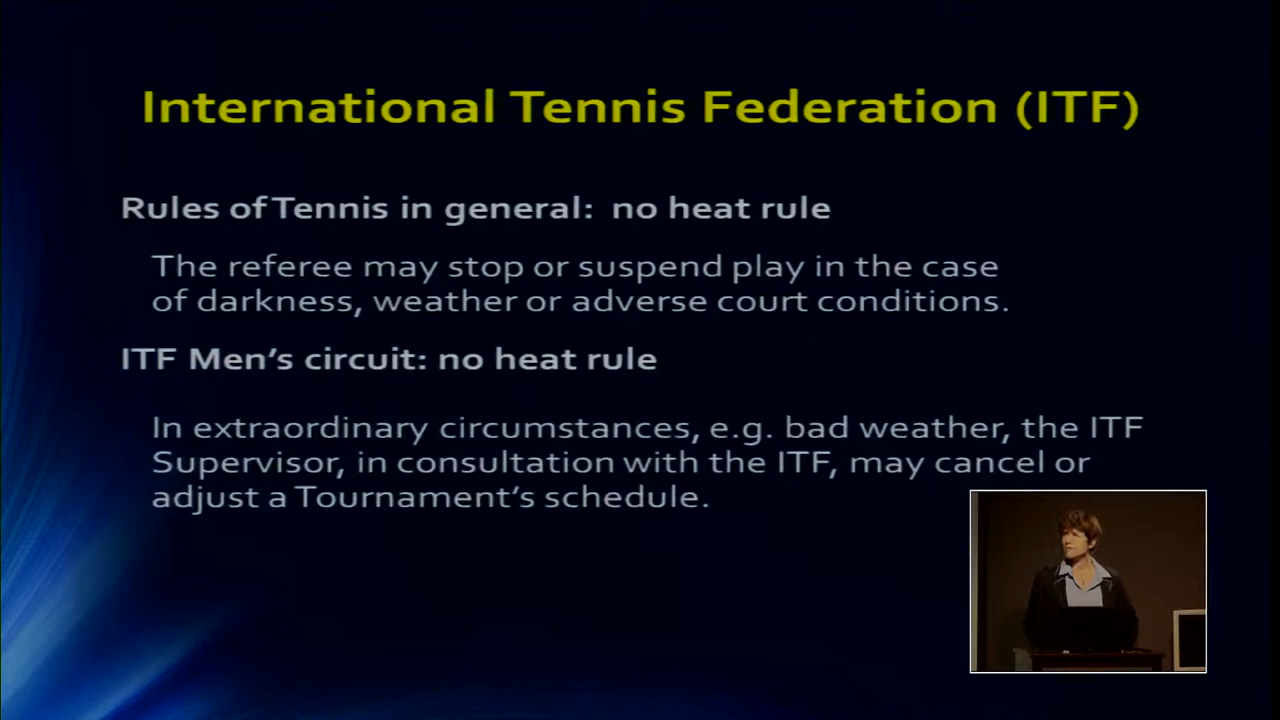 International Tennis Federation (ITF)
Rules of Tennis in general: no heat rule
The referee may stop or suspend play in the case
of darkness, weather or adverse court conditions.
ITF Men’s circuit: no heat rule
In extraordinary circumstances, e.g. bad weather, the ITF
Supervisor, in consultation with the ITF, may cancel or
adjust a Tournament’s schedule.